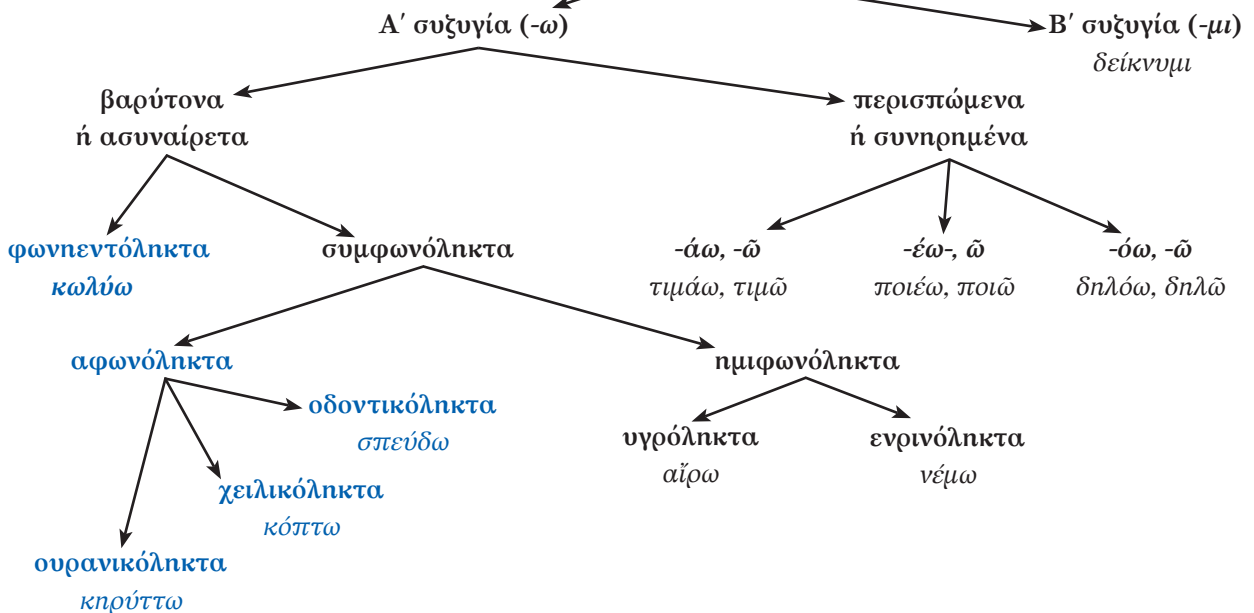 Α΄ συζυγία (-ω)
Β΄ συζυγία (-μι)
δείκνυμι
βαρύτονα
ή ασυναίρετα
περισπώμενα
ή συνηρημένα
φωνηεντόληκτα
κωλύω
συμφωνόληκτα
-άω, -ῶ
τιμάω, τιμῶ
-έω-, ῶ
ποιέω, ποιῶ
-όω, -ῶ
δηλόω, δηλῶ
αφωνόληκτα
ημιφωνόληκτα
οδοντικόληκτα
σπεύδω
υγρόληκτα
αἴρω
ενρινόληκτα
νέμω
χειλικόληκτα
κόπτω
ουρανικόληκτα
κηρύττω